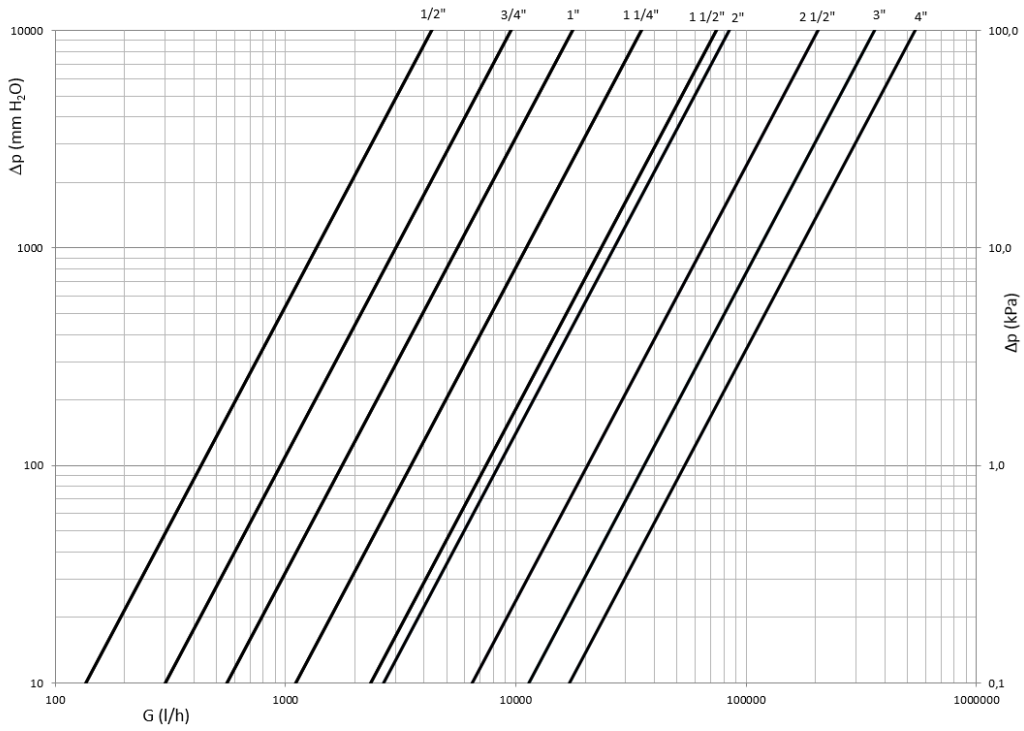 1/2" 3/4" 1" 1 1/4" 1 1/2" 2" 2 1/2" 3" 4"
10000 100,0
Δp (mm H₂O)
1000 10,0
Δp (kPa)
100 1,0
10 0,1
100 1000 10000 100000 1000000
G (l/h)